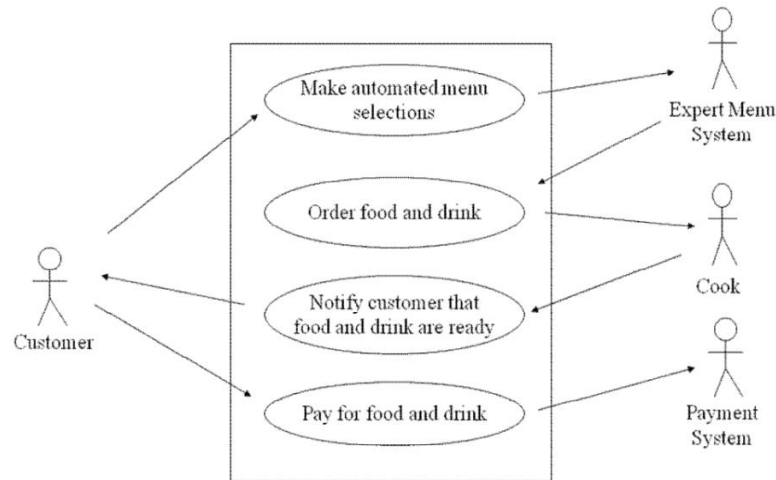 Make automated menu
selections
Expert Menu
System
Order food and drink
Cook
Customer
Notify customer that
food and drink are ready
Pay for food and drink
Payment
System